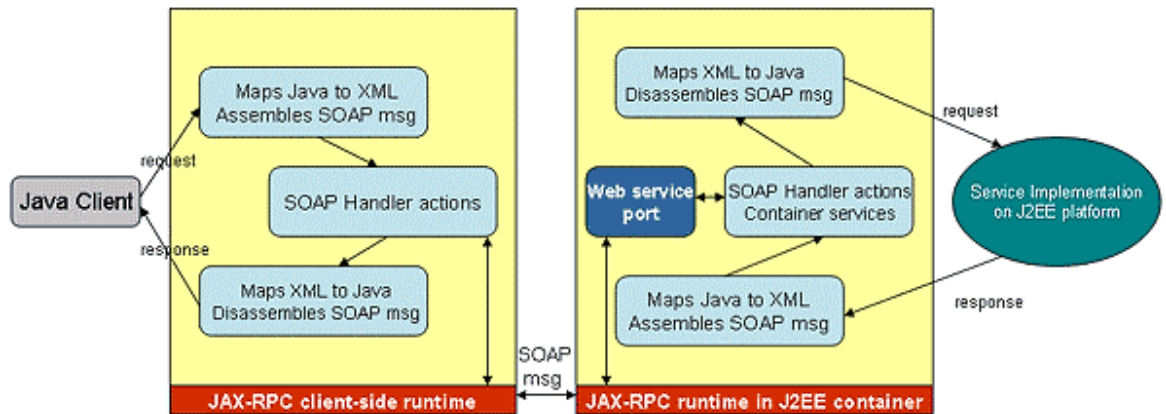 Java Client
request
response
Maps Java to XML
Assembles SOAP msg
SOAP Handler actions
Maps XML to Java
Disassembles SOAP msg
JAX-RPC client-side runtime
SOAP
msg
Maps XML to Java
Disassembles SOAP msg
Web service
port
SOAP Handler actions
Container services
Maps Java to XML
Assembles SOAP msg
JAX-RPC runtime in J2EE container
request
Service Implementation
on J2EE platform
response